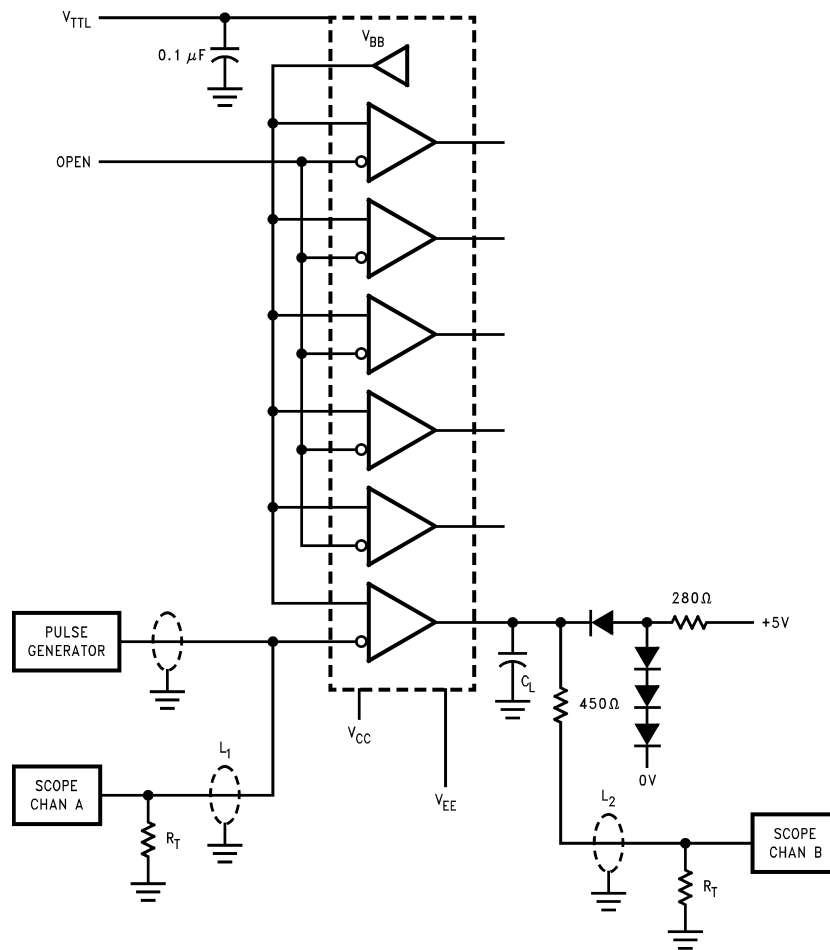 V_TTL
V_BB
0.1 µF
OPEN
280Ω
+5V
PULSE
GENERATOR
C_L
450Ω
V_CC
L_1
0V
SCOPE
CHAN A
V_EE
L_2
R_T
SCOPE
CHAN B
R_T